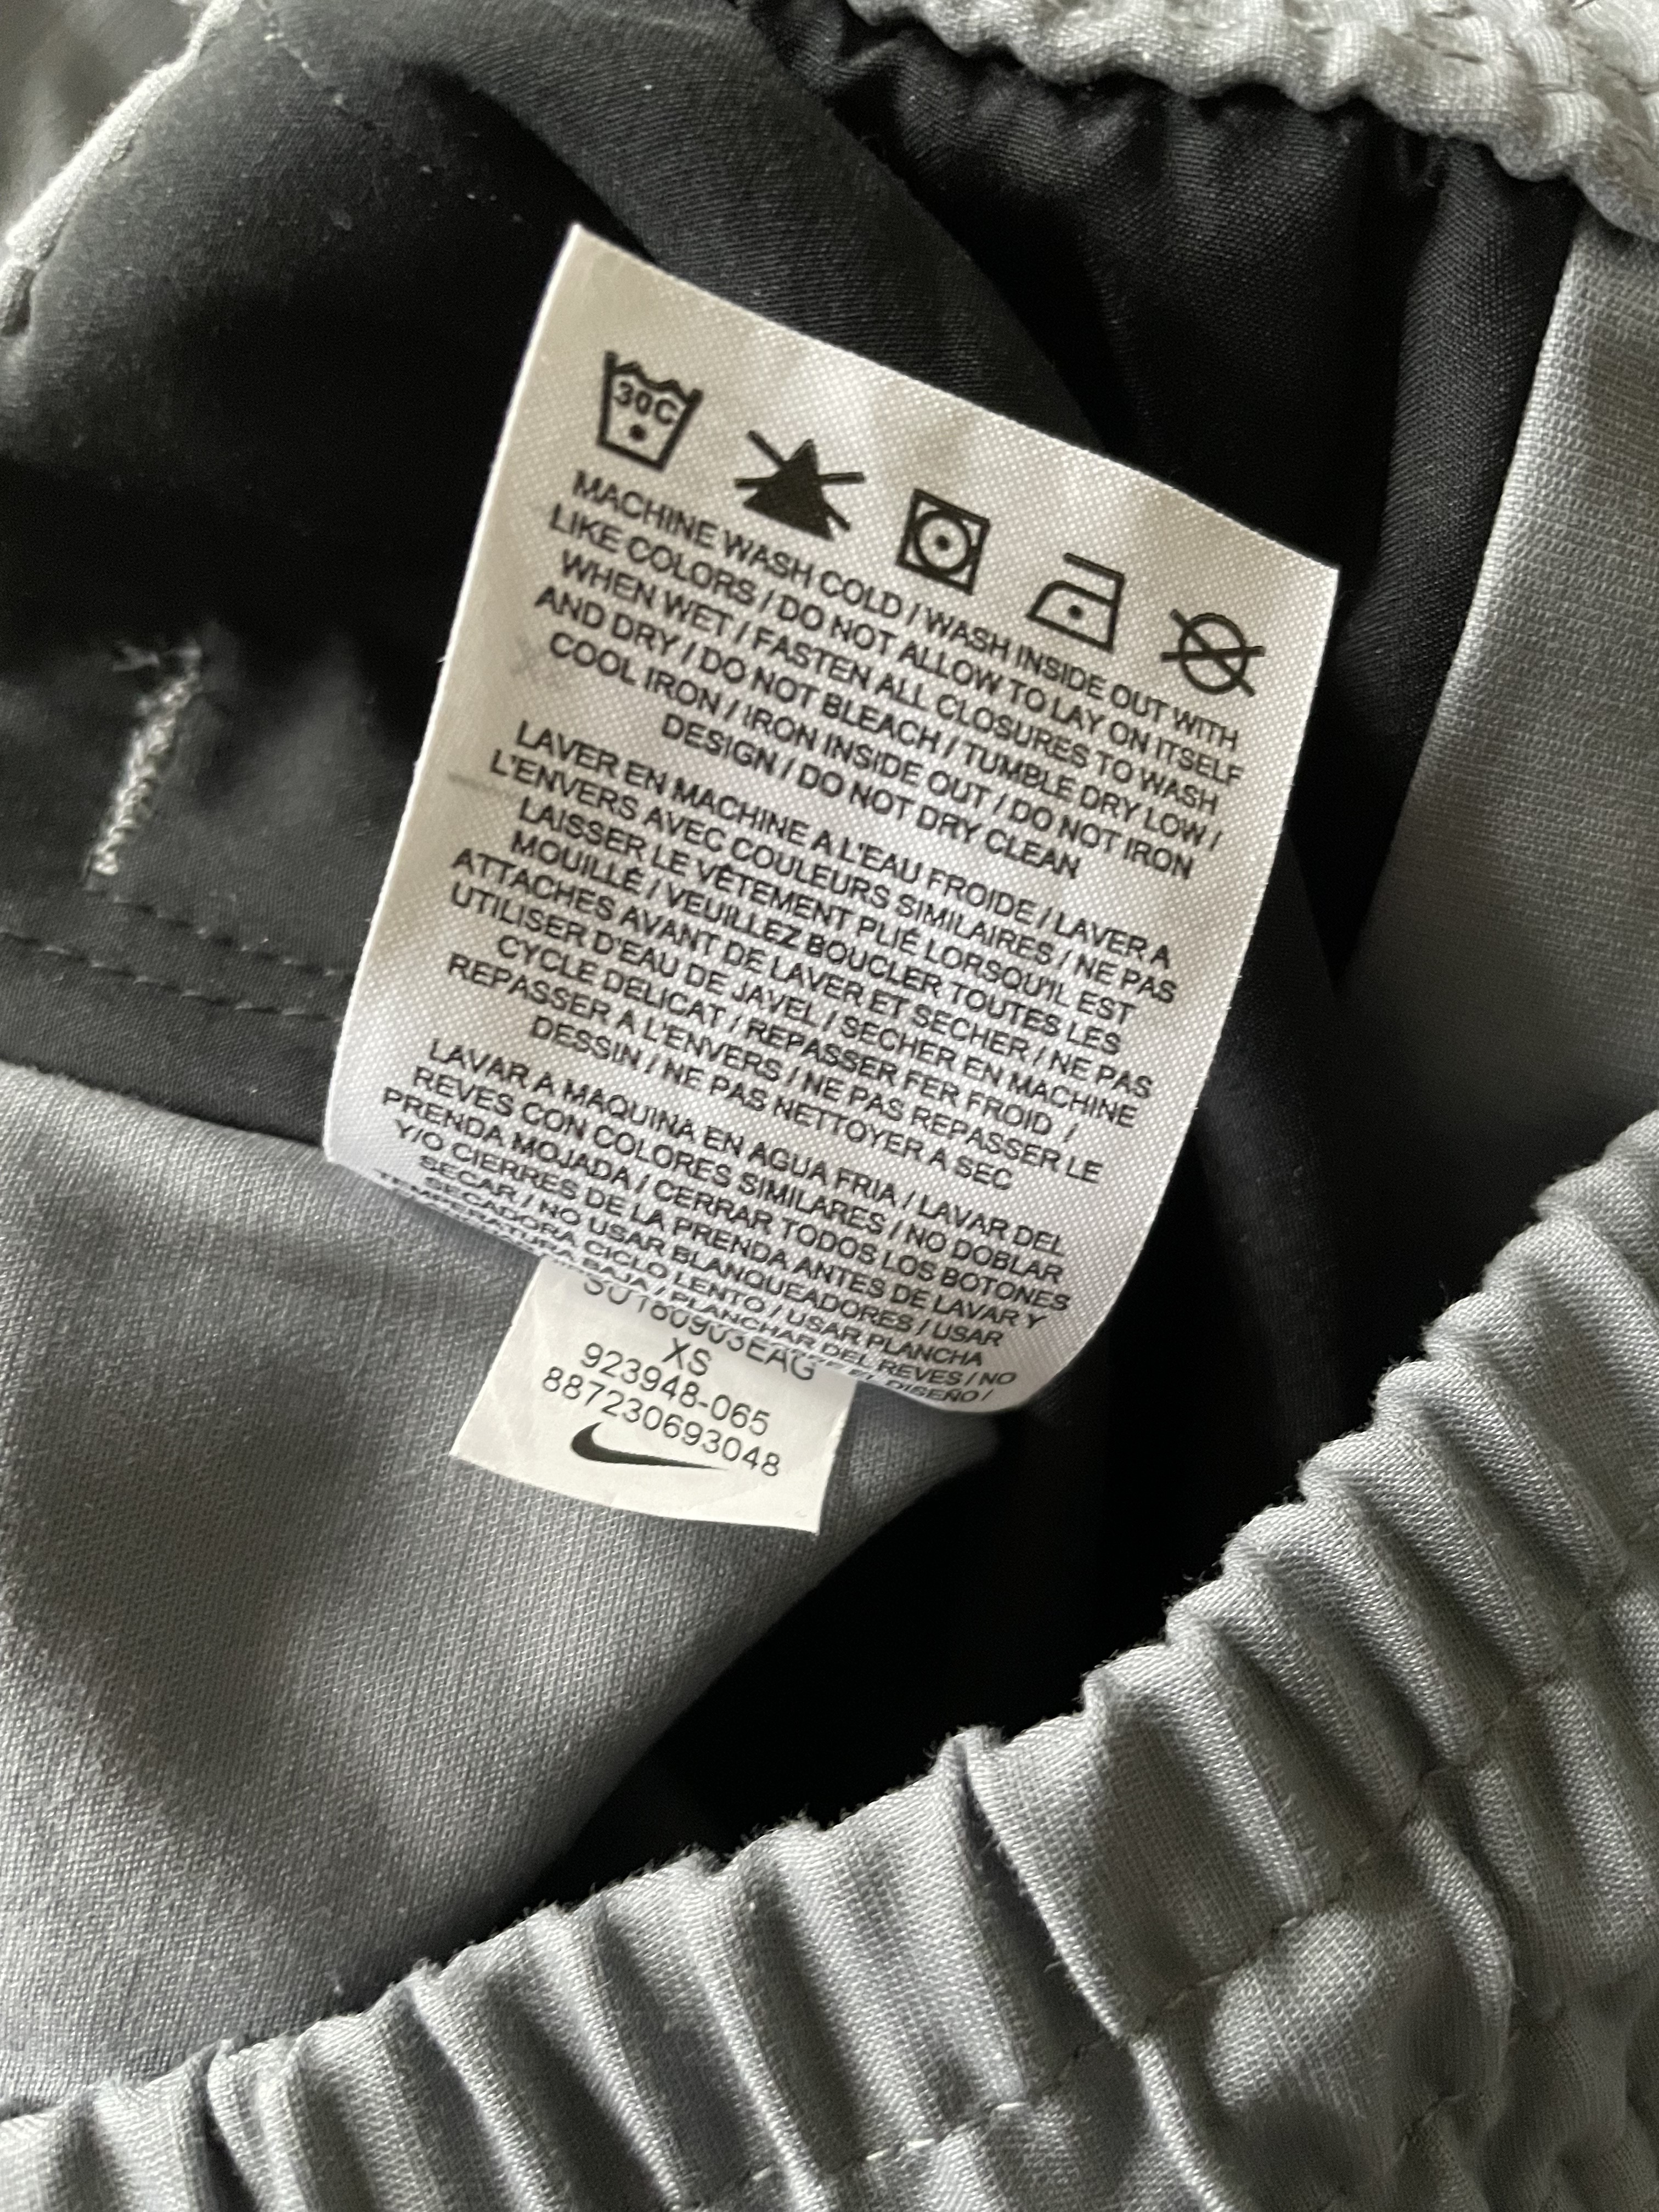 30C
MACHINE WASH COLD / WASH INSIDE OUT WITH
LIKE COLORS / DO NOT ALLOW TO LAY ON ITSELF
WHEN WET / FASTEN ALL CLOSURES TO WASH
AND DRY / DO NOT BLEACH / TUMBLE DRY LOW /
COOL IRON / IRON INSIDE OUT / DO NOT IRON
DESIGN / DO NOT DRY CLEAN
LAVER EN MACHINE A L'EAU FROIDE / LAVER A
L'ENVERS AVEC COULEURS SIMILAIRES / NE PAS
LAISSER LE VÊTEMENT PLIÉ LORSQU'IL EST
MOUILLÉ / VEUILLEZ BOUCLER TOUTES LES
ATTACHES AVANT DE LAVER ET SECHER / NE PAS
UTILISER D'EAU DE JAVEL / SECHER EN MACHINE
CYCLE DELICAT / REPASSER FER FROID /
REPASSER A L'ENVERS / NE PAS REPASSER LE
DESSIN / NE PAS NETTOYER A SEC
LAVAR A MAQUINA EN AGUA FRIA / LAVAR DEL
REVES CON COLORES SIMILARES / NO DOBLAR
PRENDA MOJADA / CERRAR TODOS LOS BOTONES
Y/O CIERRES DE LA PRENDA ANTES DE LAVAR Y
SECAR / NO USAR BLANQUEADORES / USAR
SECADORA CICLO LENTO / USAR PLANCHA
TEMPERATURA BAJA / PLANCHAR DEL REVES / NO
EL DISEÑO /
XS
923948-065
887230693048